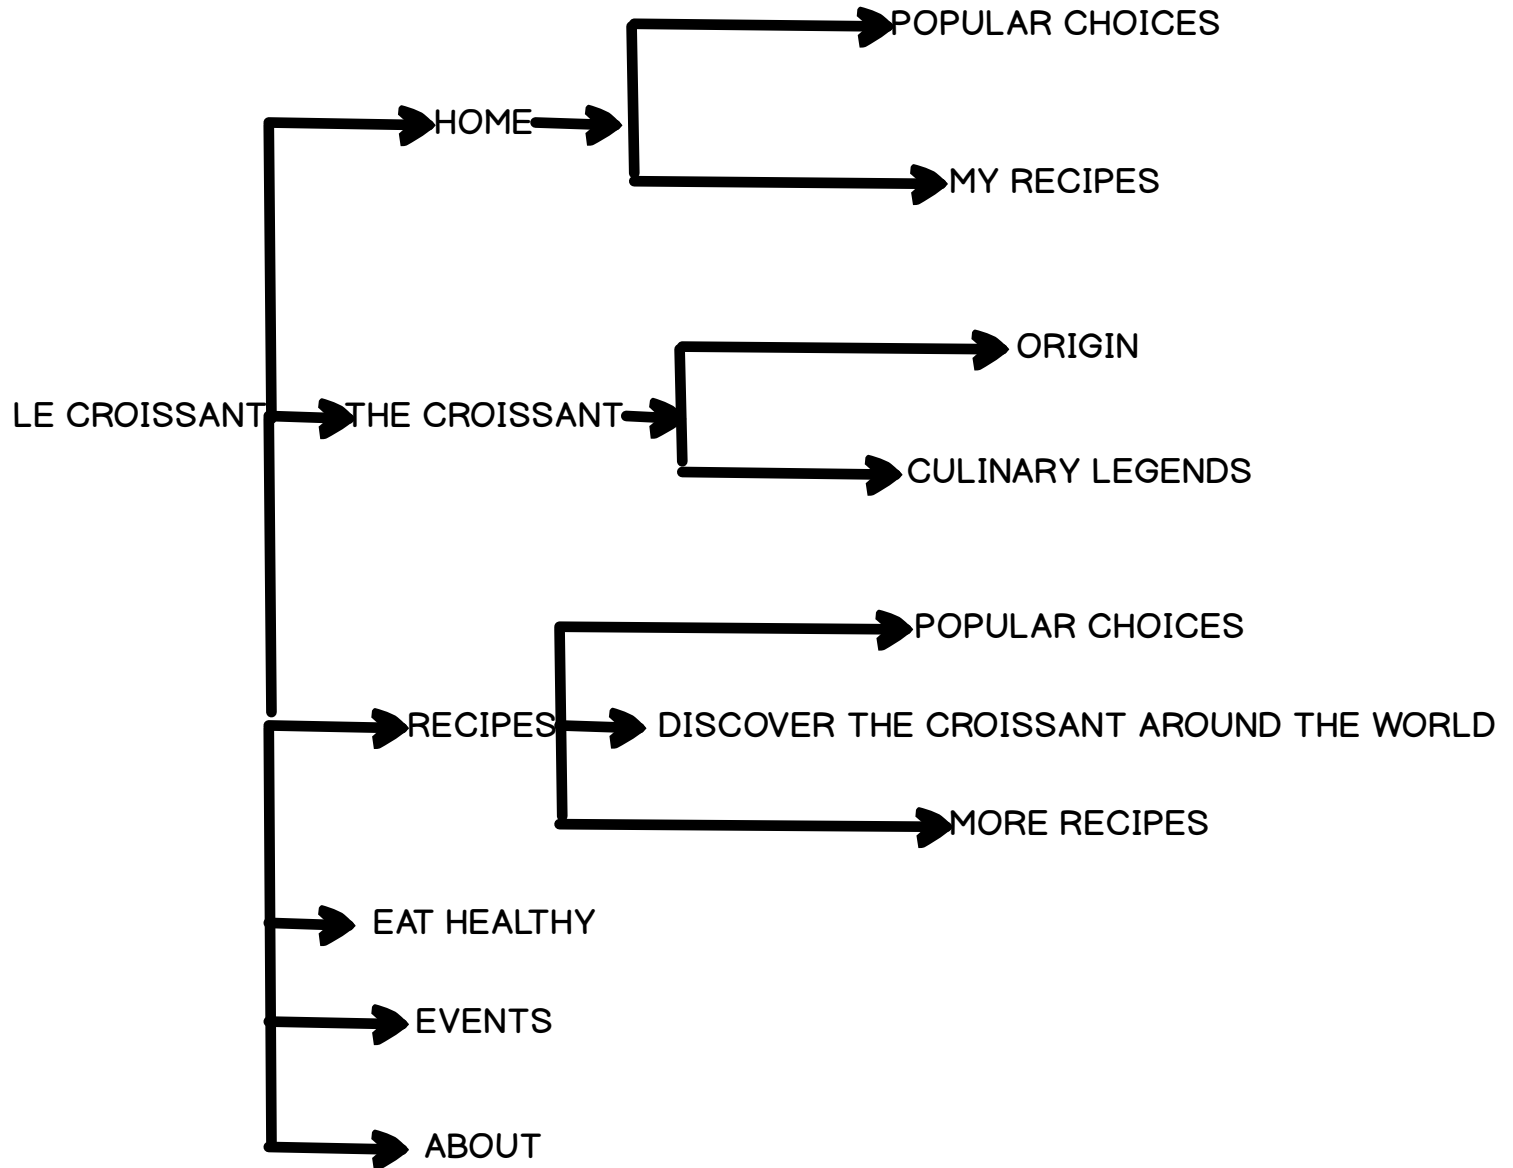 POPULAR CHOICES
HOME
MY RECIPES
ORIGIN
LE CROISSANT
THE CROISSANT
CULINARY LEGENDS
POPULAR CHOICES
RECIPES
DISCOVER THE CROISSANT AROUND THE WORLD
MORE RECIPES
EAT HEALTHY
EVENTS
ABOUT